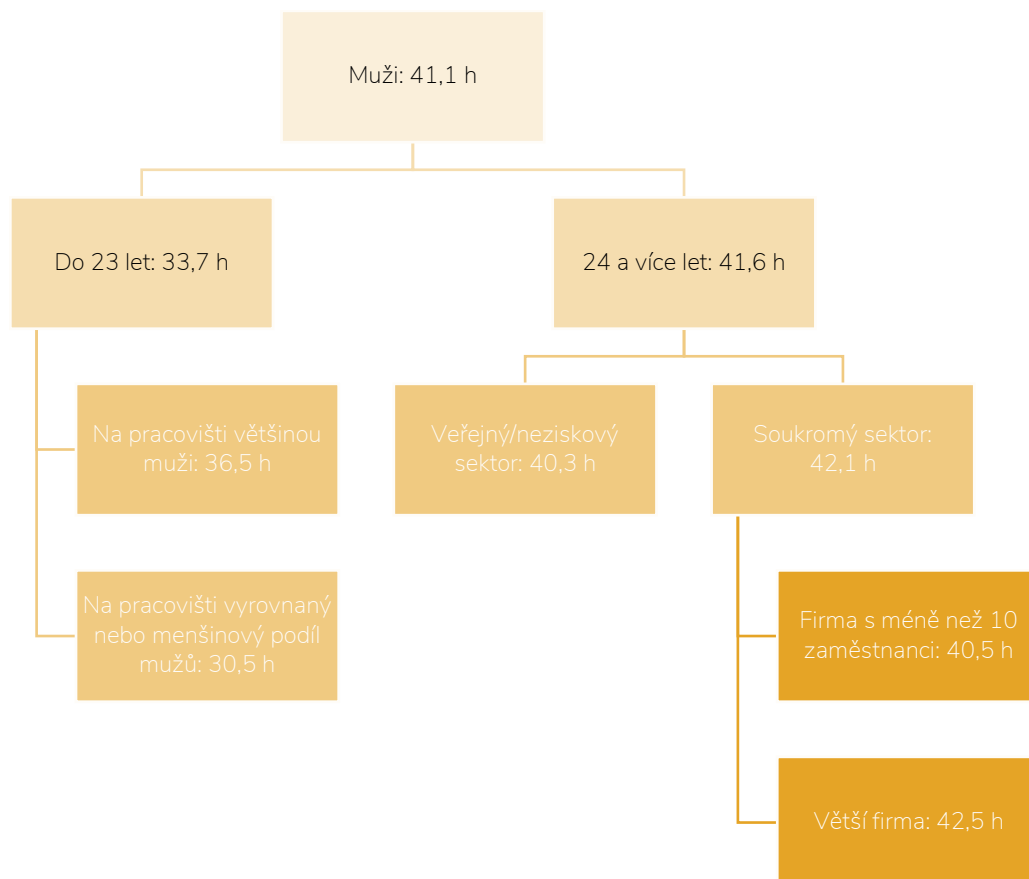 Muži: 41,1 h
Do 23 let: 33,7 h
24 a více let: 41,6 h
Na pracovišti většinou
muži: 36,5 h
Veřejný/neziskový
sektor: 40,3 h
Soukromý sektor:
42,1 h
Na pracovišti vyrovnaný
nebo menšinový podíl
mužů: 30,5 h
Firma s méně než 10
zaměstnanci: 40,5 h
Větší firma: 42,5 h